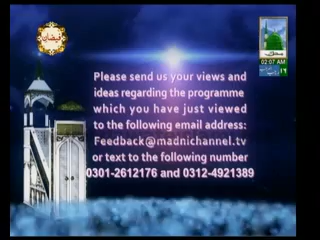 فیضان
02:07 AM
Please send us your views and
ideas regarding the programme
which you have just viewed
to the following email address:
Feedback@madnichannel.tv
or text to the following number
0301-2612176 and 0312-4921389